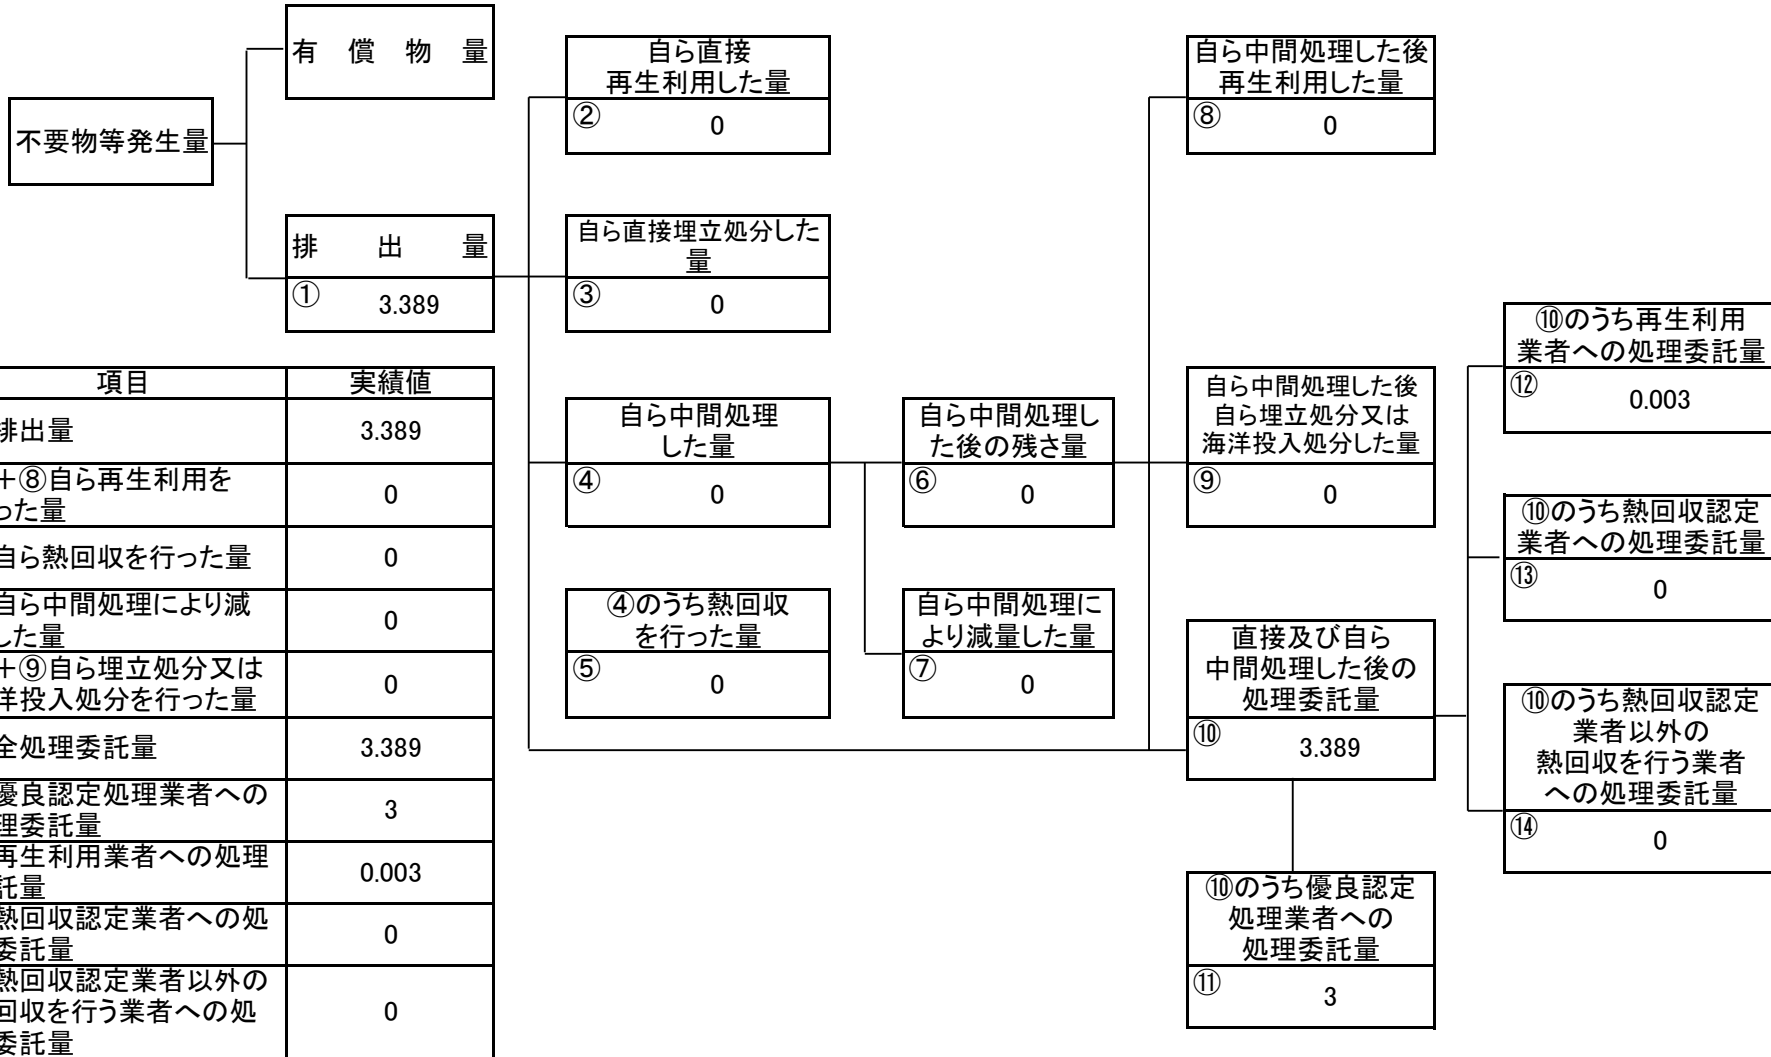 有 償 物 量
不要物等発生量
排 出 量
① 3.389
自ら直接
再生利用した量
② 0
自ら直接埋立処分した
量
③ 0
自ら中間処理
した量
④ 0
④のうち熱回収
を行った量
⑤ 0
自ら中間処理し
た後の残さ量
⑥ 0
自ら中間処理に
より減量した量
⑦ 0
自ら中間処理した後
再生利用した量
⑧ 0
自ら中間処理した後
自ら埋立処分又は
海洋投入処分した量
⑨ 0
直接及び自ら
中間処理した後の
処理委託量
⑩ 3.389
⑩のうち優良認定
処理業者への
処理委託量
⑪ 3
⑩のうち再生利用
業者への処理委託量
⑫ 0.003
⑩のうち熱回収認定
業者への処理委託量
⑬ 0
⑩のうち熱回収認定
業者以外の
熱回収を行う業者
への処理委託量
⑭ 0
項目 実績値
排出量 3.389
+⑧自ら再生利用を
った量 0
自ら熱回収を行った量 0
自ら中間処理により減
した量 0
+⑨自ら埋立処分又は
洋投入処分を行った量 0
全処理委託量 3.389
優良認定処理業者への
理委託量 3
再生利用業者への処理
託量 0.003
熱回収認定業者への処
委託量 0
熱回収認定業者以外の
回収を行う業者への処
委託量 0